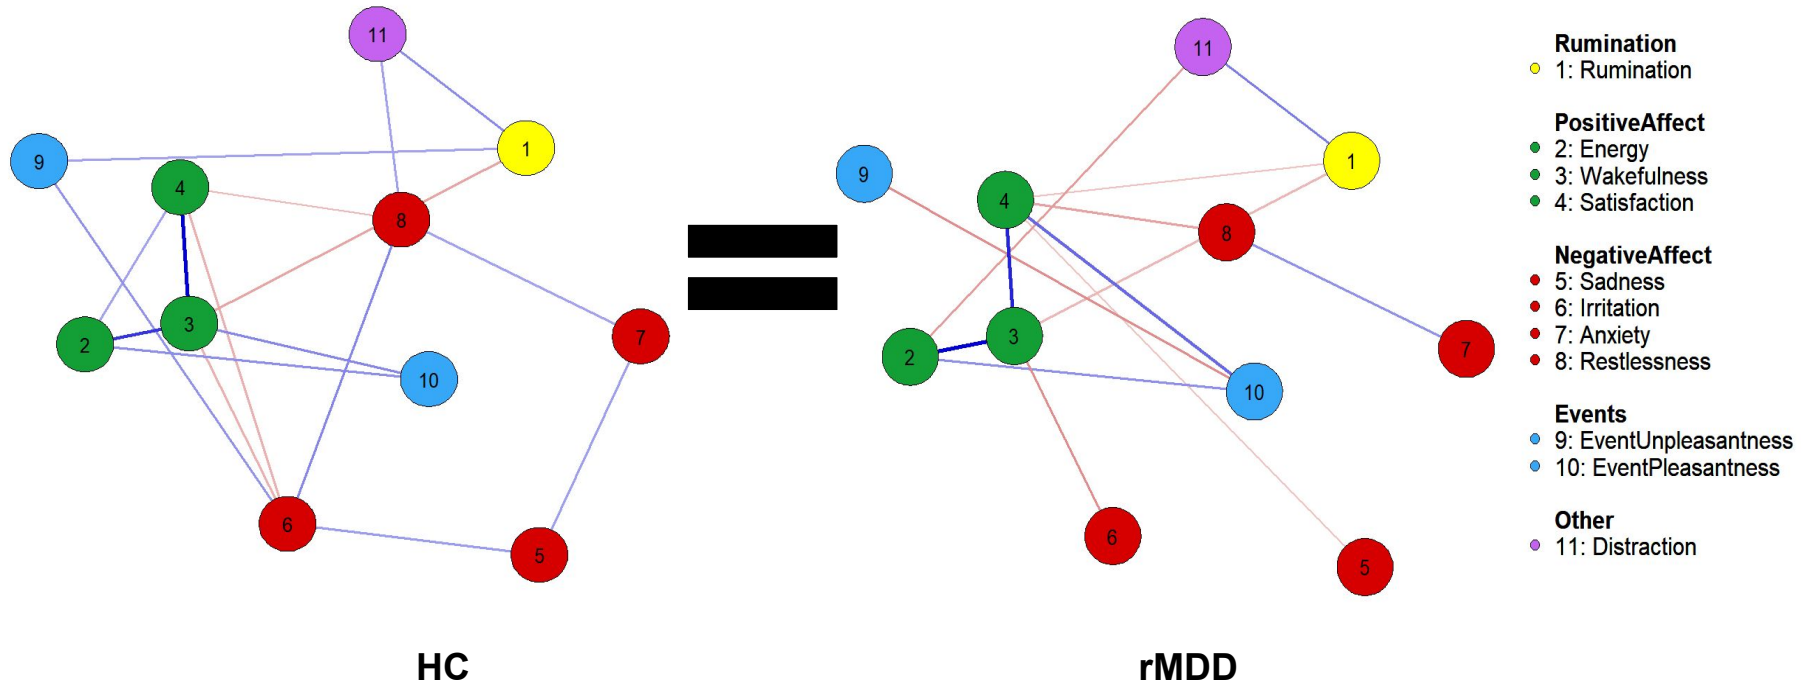 11
1
9
4
8
3
2
7
10
6
5
HC
11
1
9
4
8
3
2
7
10
6
5
rMDD
Rumination
1: Rumination
PositiveAffect
2: Energy
3: Wakefulness
4: Satisfaction
NegativeAffect
5: Sadness
6: Irritation
7: Anxiety
8: Restlessness
Events
9: EventUnpleasantness
10: EventPleasantness
Other
11: Distraction